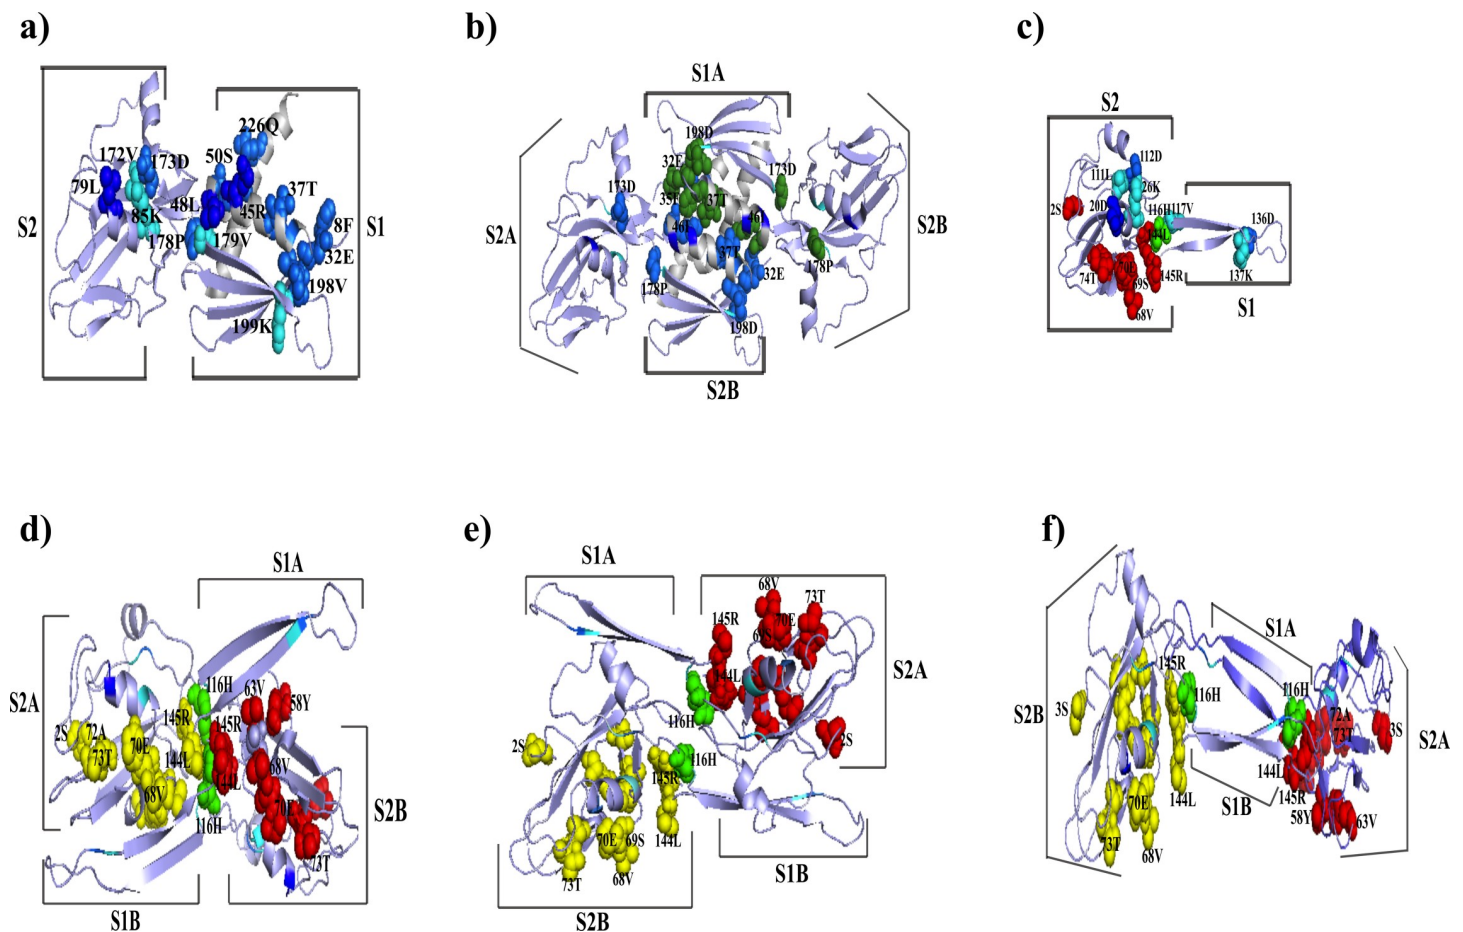 a)
S2
S1
226Q
172V
173D
50S
79L
48L
45R
37T
8F
85K
178P
179V
32E
198V
199K
b)
S1A
S2A
S2B
198D
32E
173D
173D
37T
46I
37T
32E
178P
178P
198D
S2B
c)
S2
112D
111L
26K
2S
20D
116H
117V
136D
44L
74T
70E
69S
145R
137K
68V
S1
d)
S1A
S2A
116H
63V
58Y
145R
145R
2S
72A
73T
70E
144L
68V
68V
144L
70E
116H
73T
S2B
S1B
e)
S1A
68V
73T
145R
70E
69S
144L
S2A
116H
2S
2S
116H
145R
70E
69S
144L
73T
68V
S1B
S2B
f)
S1A
145R
116H
116H
3S
S2B
72A
73T
3S
S2A
144L
144L
145R
S1B
58Y
63V
70E
73T
68V